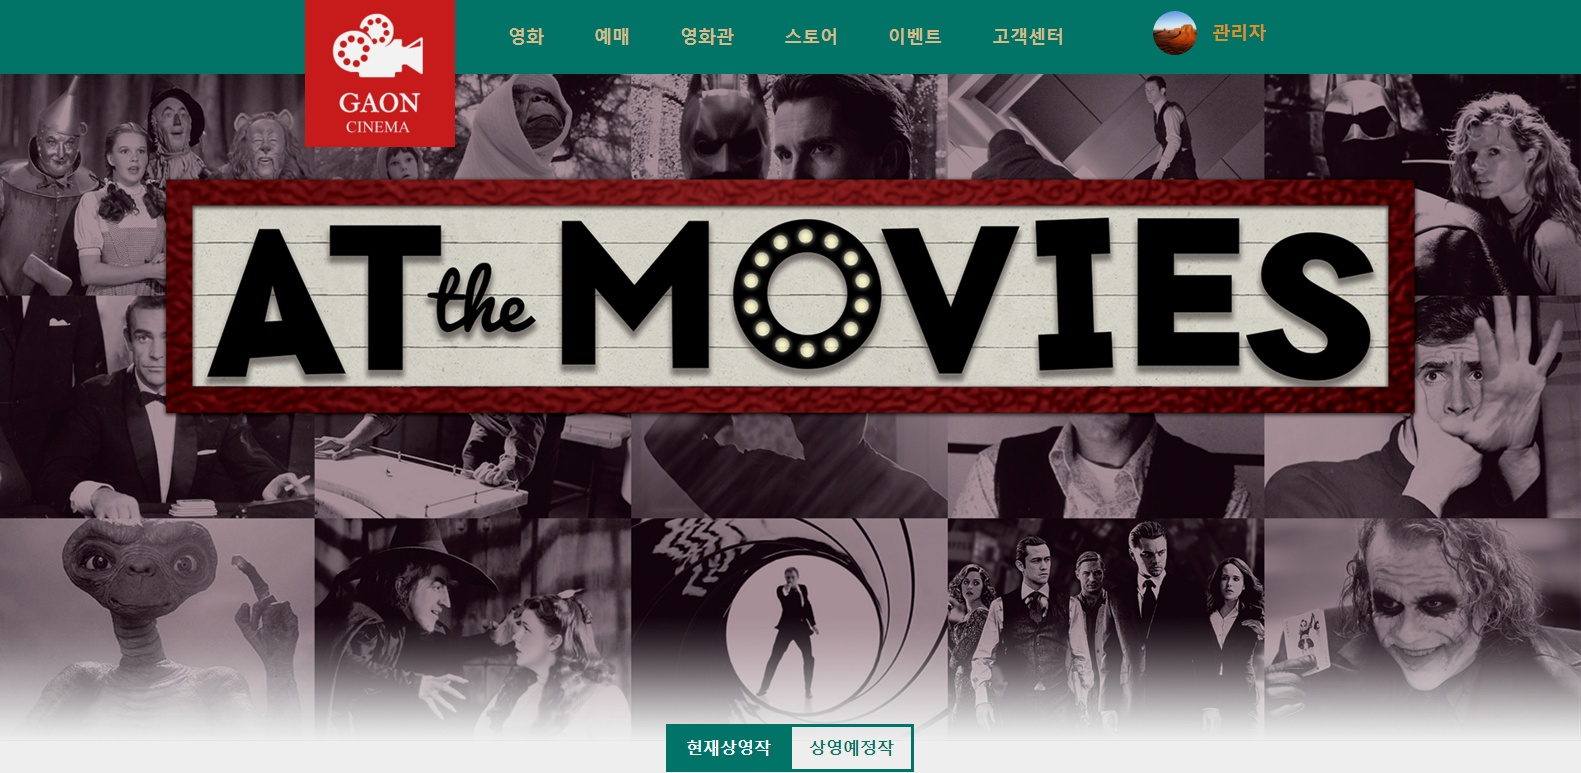 GAON
CINEMA
영화 예매 영화관 스토어 이벤트 고객센터 관리자
AT the MOVIES
현재상영작 상영예정작